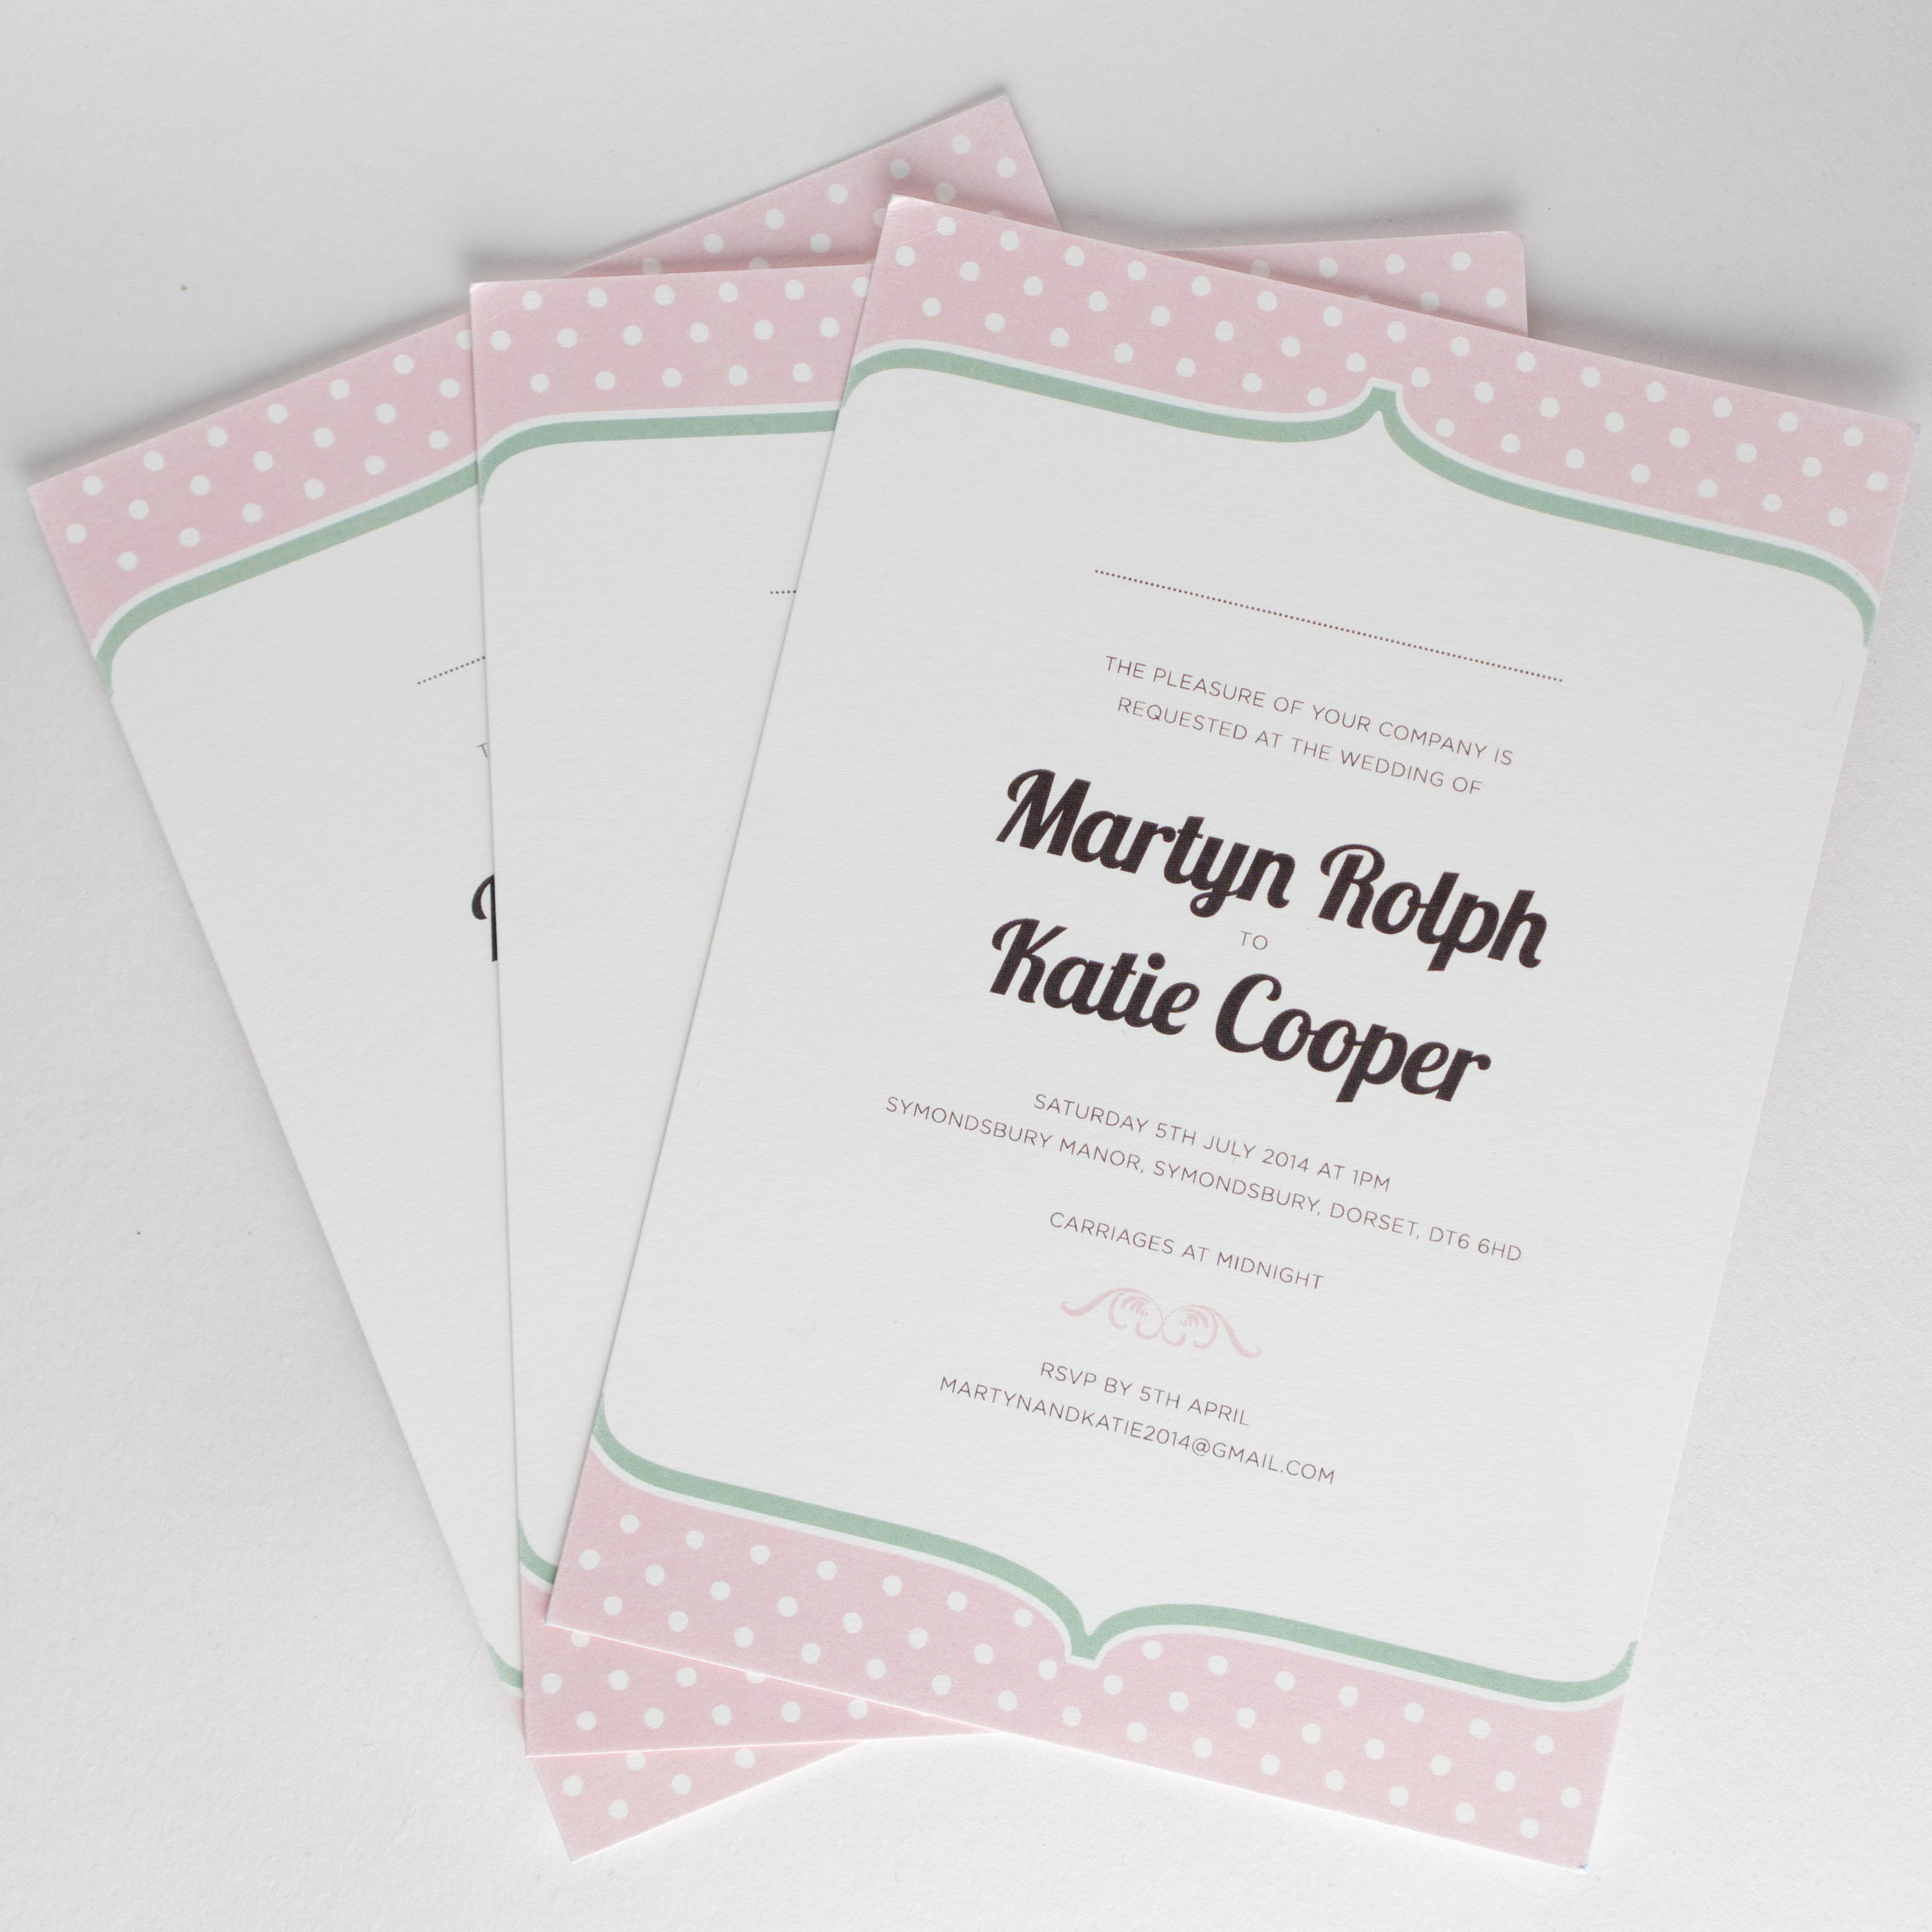 THE PLEASURE OF YOUR COMPANY IS
REQUESTED AT THE WEDDING OF
Martyn Rolph
TO
Katie Cooper
SATURDAY 5TH JULY 2014 AT 1PM
SYMONDSBURY MANOR, SYMONDSBURY, DORSET, DT6 6HD
CARRIAGES AT MIDNIGHT
RSVP BY 5TH APRIL
MARTYNANDKATIE2014@GMAIL.COM